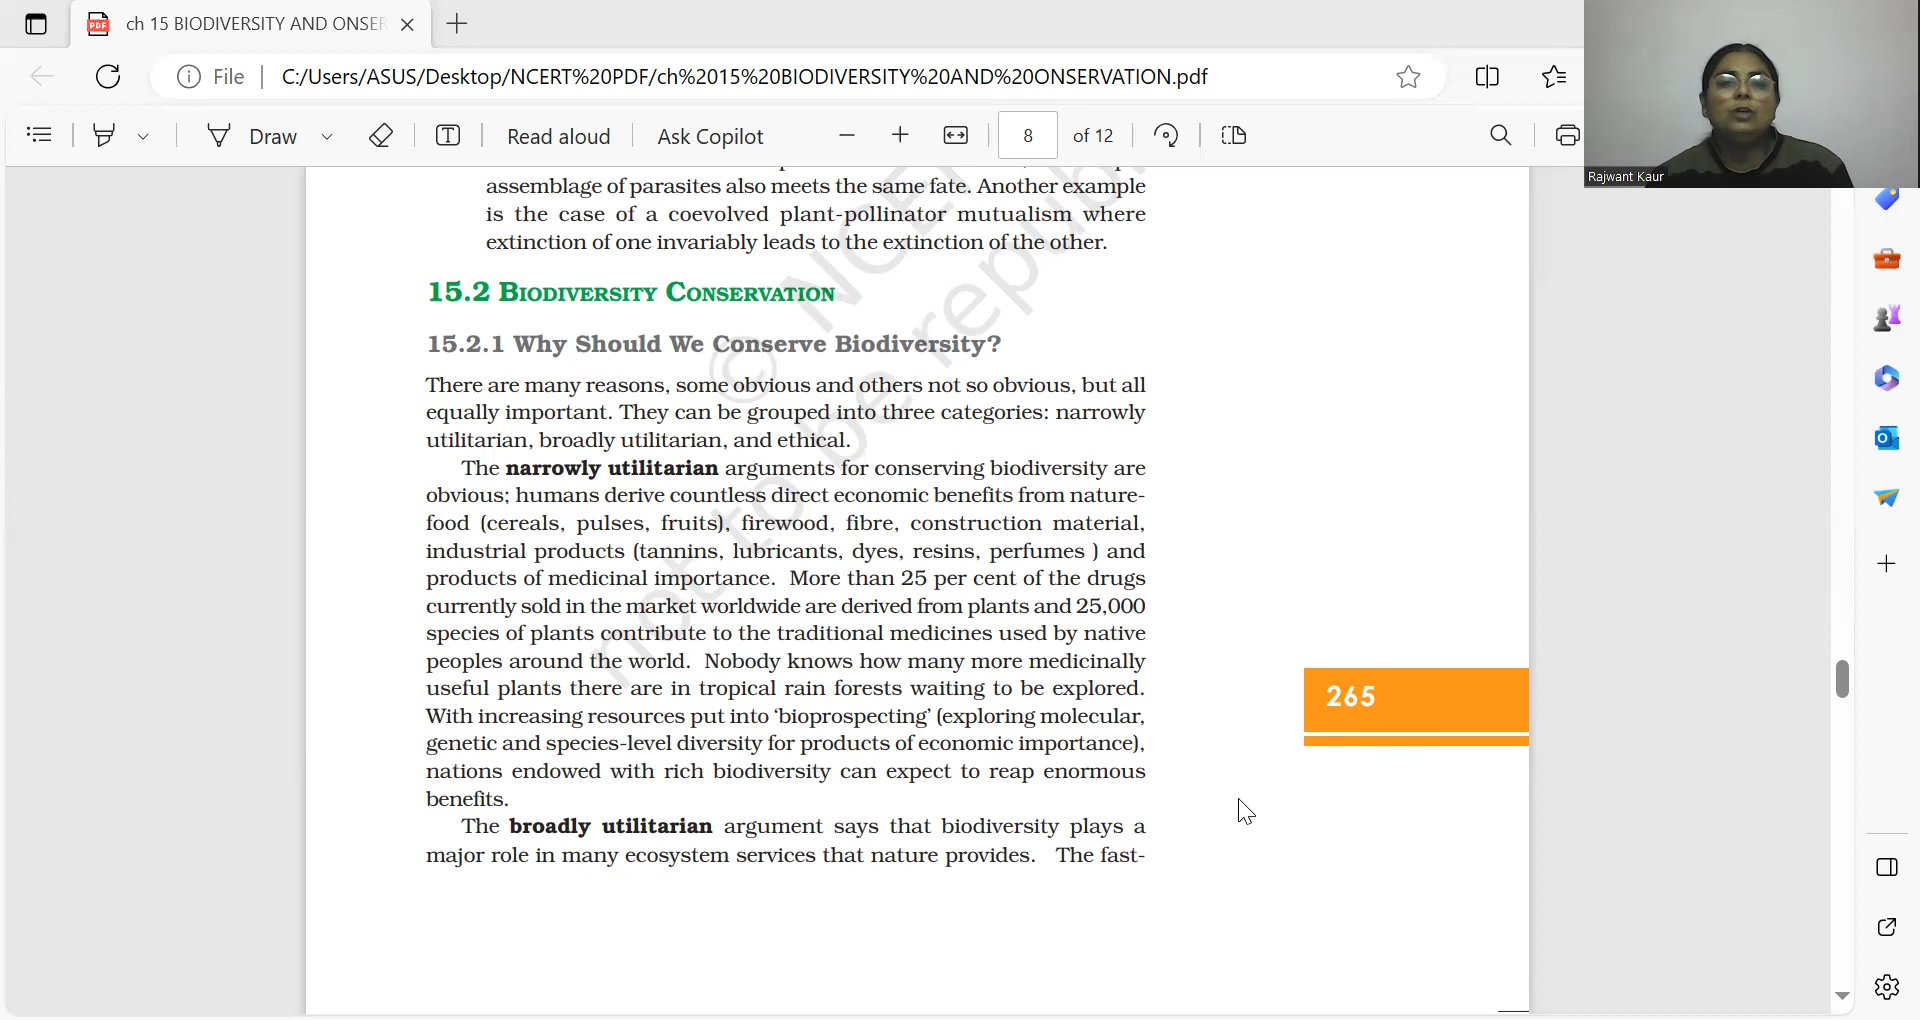 ch 15 BIODIVERSITY AND ONSER
File
C:/Users/ASUS/Desktop/NCERT%20PDF/ch%2015%20BIODIVERSITY%20AND%20ONSERVATION.pdf
Draw
Read aloud
Ask Copilot
8 of 12
Rajwant Kaur
assemblage of parasites also meets the same fate. Another example
is the case of a coevolved plant-pollinator mutualism where
extinction of one invariably leads to the extinction of the other.
15.2 BIODIVERSITY CONSERVATION
15.2.1 Why Should We Conserve Biodiversity?
There are many reasons, some obvious and others not so obvious, but all
equally important. They can be grouped into three categories: narrowly
utilitarian, broadly utilitarian, and ethical.
The narrowly utilitarian arguments for conserving biodiversity are
obvious; humans derive countless direct economic benefits from nature-
food (cereals, pulses, fruits), firewood, fibre, construction material,
industrial products (tannins, lubricants, dyes, resins, perfumes ) and
products of medicinal importance. More than 25 per cent of the drugs
currently sold in the market worldwide are derived from plants and 25,000
species of plants contribute to the traditional medicines used by native
peoples around the world. Nobody knows how many more medicinally
useful plants there are in tropical rain forests waiting to be explored.
With increasing resources put into ‘bioprospecting’ (exploring molecular,
genetic and species-level diversity for products of economic importance),
nations endowed with rich biodiversity can expect to reap enormous
benefits.
The broadly utilitarian argument says that biodiversity plays a
major role in many ecosystem services that nature provides. The fast-
265
© NCE
not to be republ